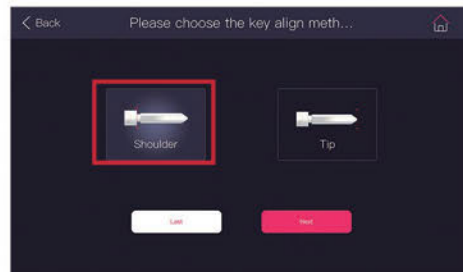 Back
Please choose the key align meth...
Shoulder
Tip
Last
Next